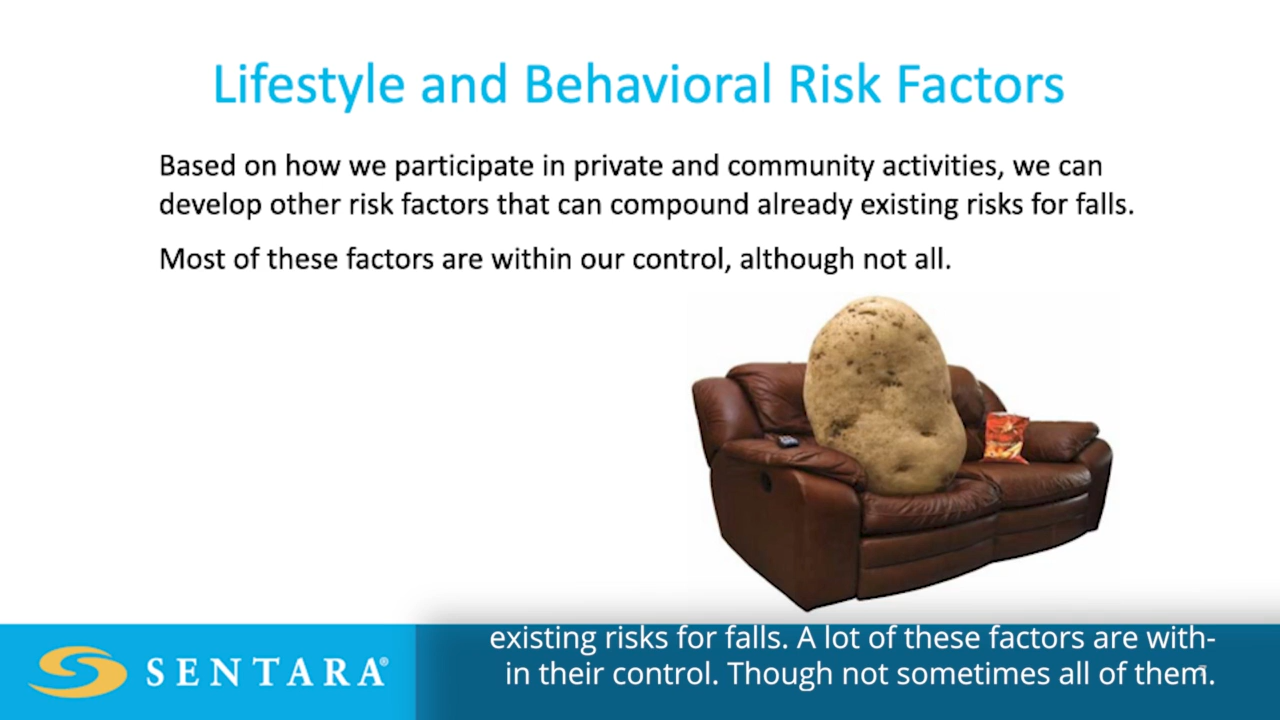 Lifestyle and Behavioral Risk Factors
Based on how we participate in private and community activities, we can
develop other risk factors that can compound already existing risks for falls.
Most of these factors are within our control, although not all.
existing risks for falls. A lot of these factors are with-
in their control. Though not sometimes all of them.
SENTARA®